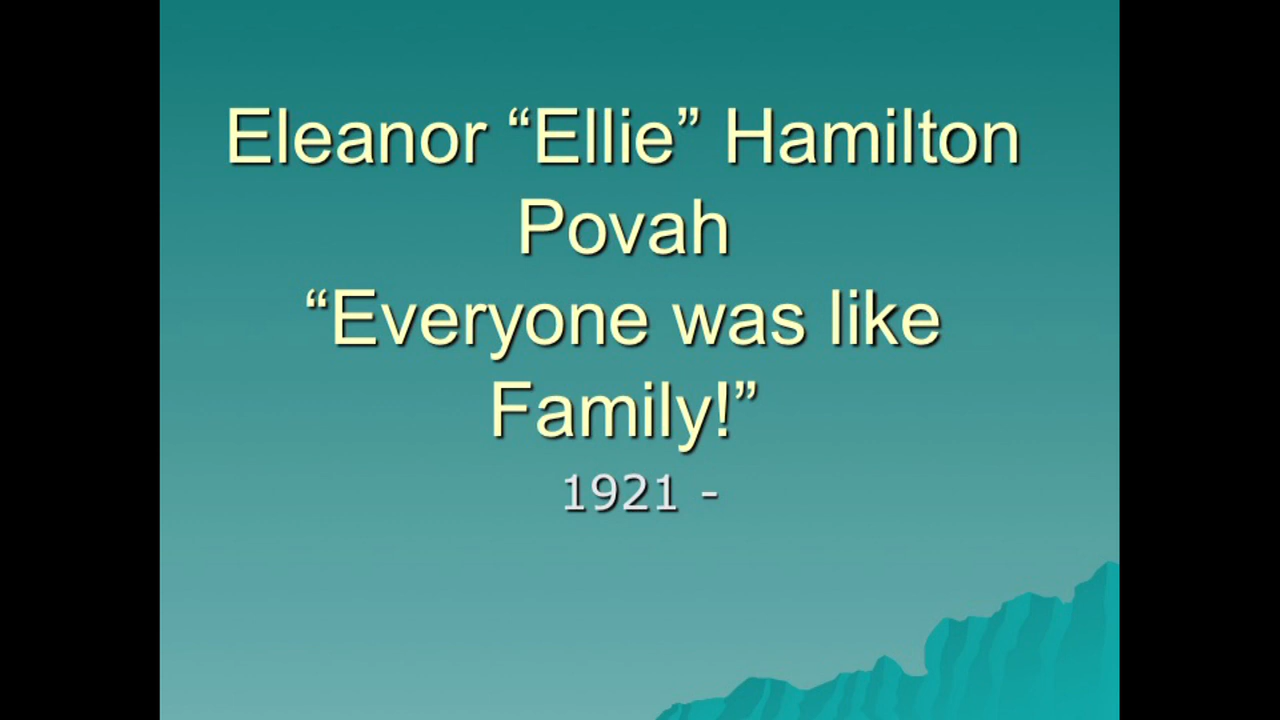 Eleanor “Ellie” Hamilton
Povah
“Everyone was like
Family!”
1921 -